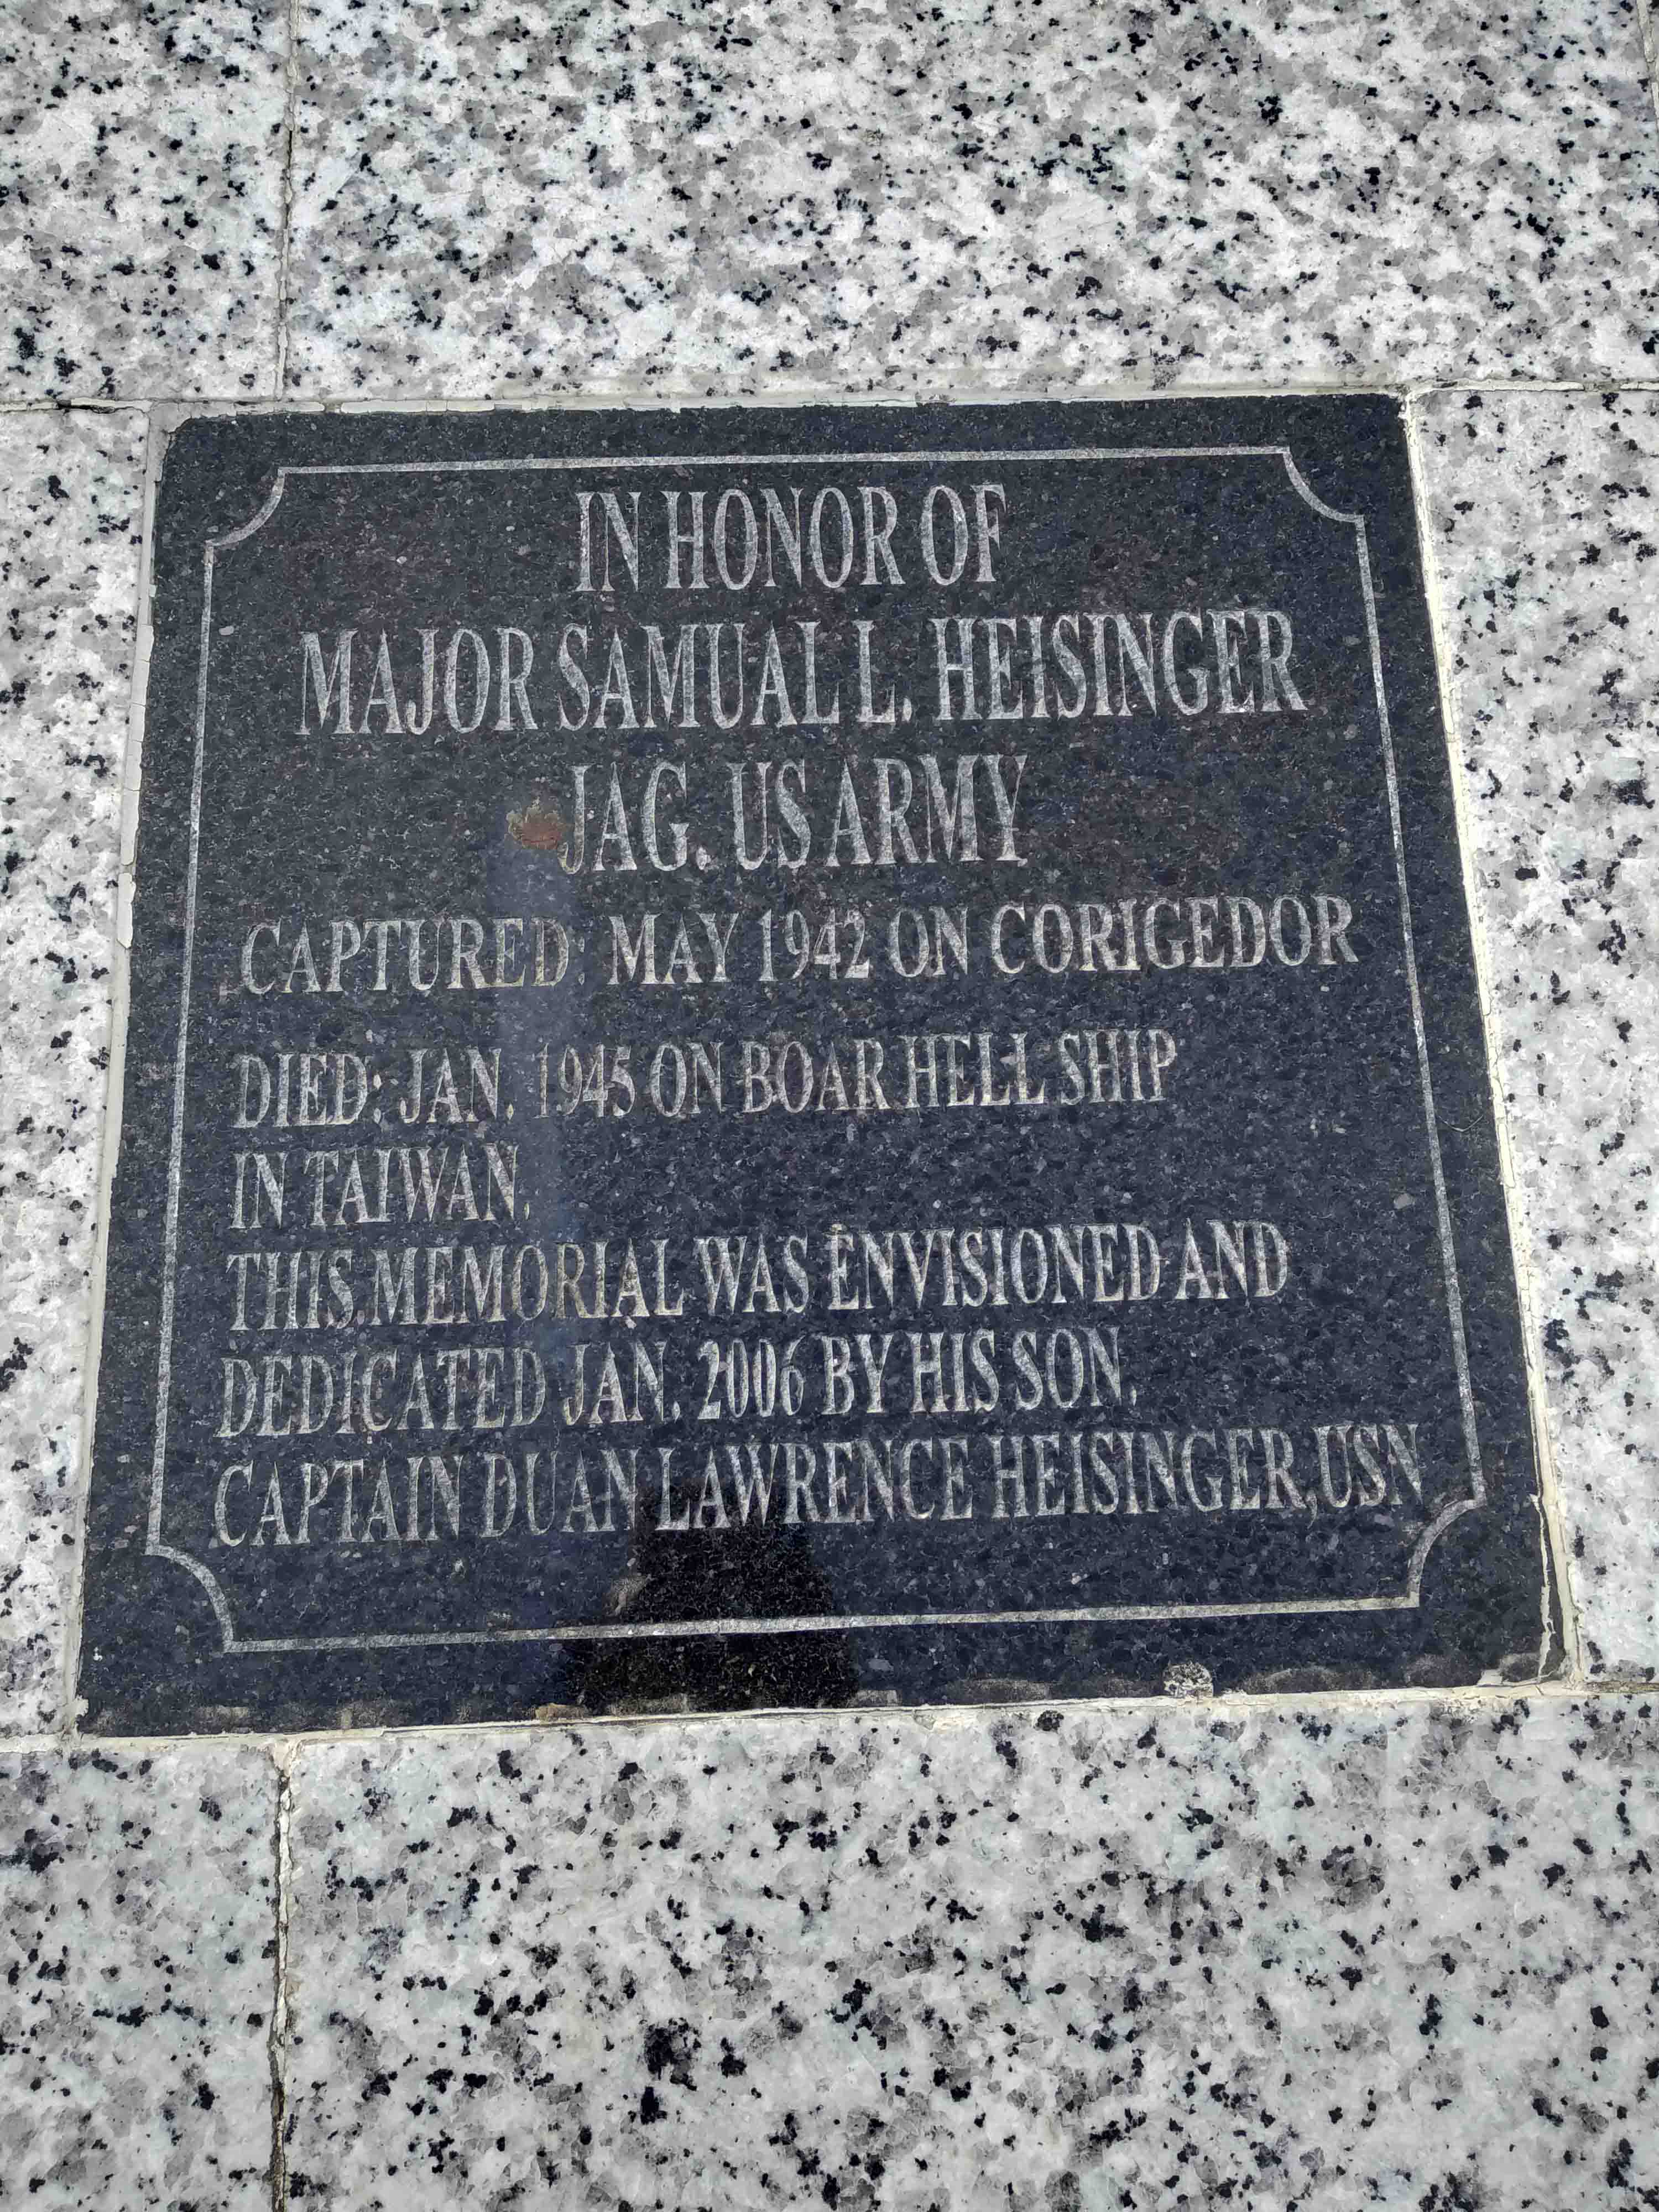 IN HONOR OF
MAJOR SAMUAL L. HEISINGER
JAG. US ARMY
CAPTURED: MAY 1942 ON CORIGEDOR
DIED: JAN. 1945 ON BOAR HELL SHIP
IN TAIWAN.
THIS MEMORIAL WAS ENVISIONED AND
DEDICATED JAN. 2006 BY HIS SON.
CAPTAIN DUAN LAWRENCE HEISINGER, USN